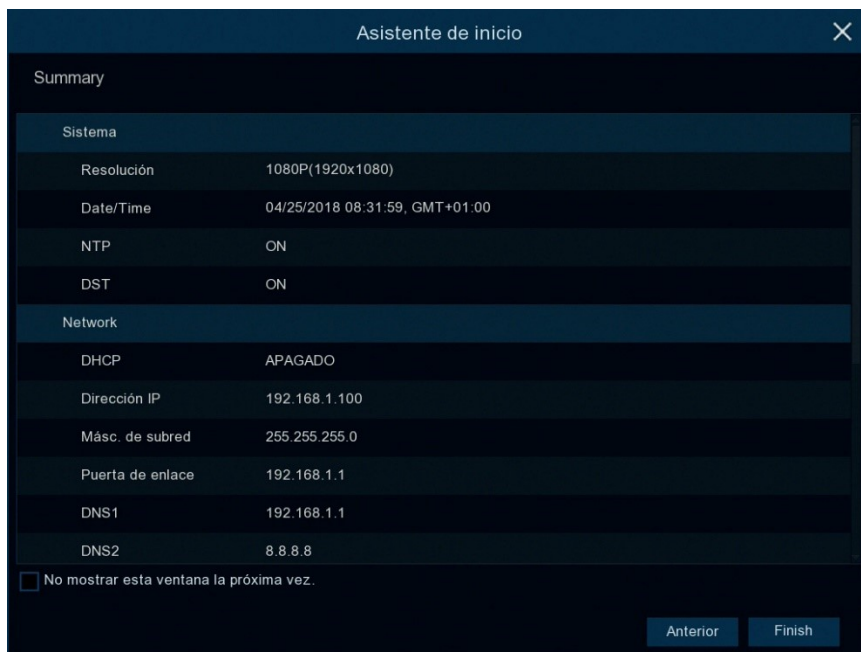 Asistente de inicio
Summary
Sistema
Resolución 1080P(1920x1080)
Date/Time 04/25/2018 08:31:59, GMT+01:00
NTP ON
DST ON
Network
DHCP APAGADO
Dirección IP 192.168.1.100
Másc. de subred 255.255.255.0
Puerta de enlace 192.168.1.1
DNS1 192.168.1.1
DNS2 8.8.8.8
No mostrar esta ventana la próxima vez.
Anterior Finish